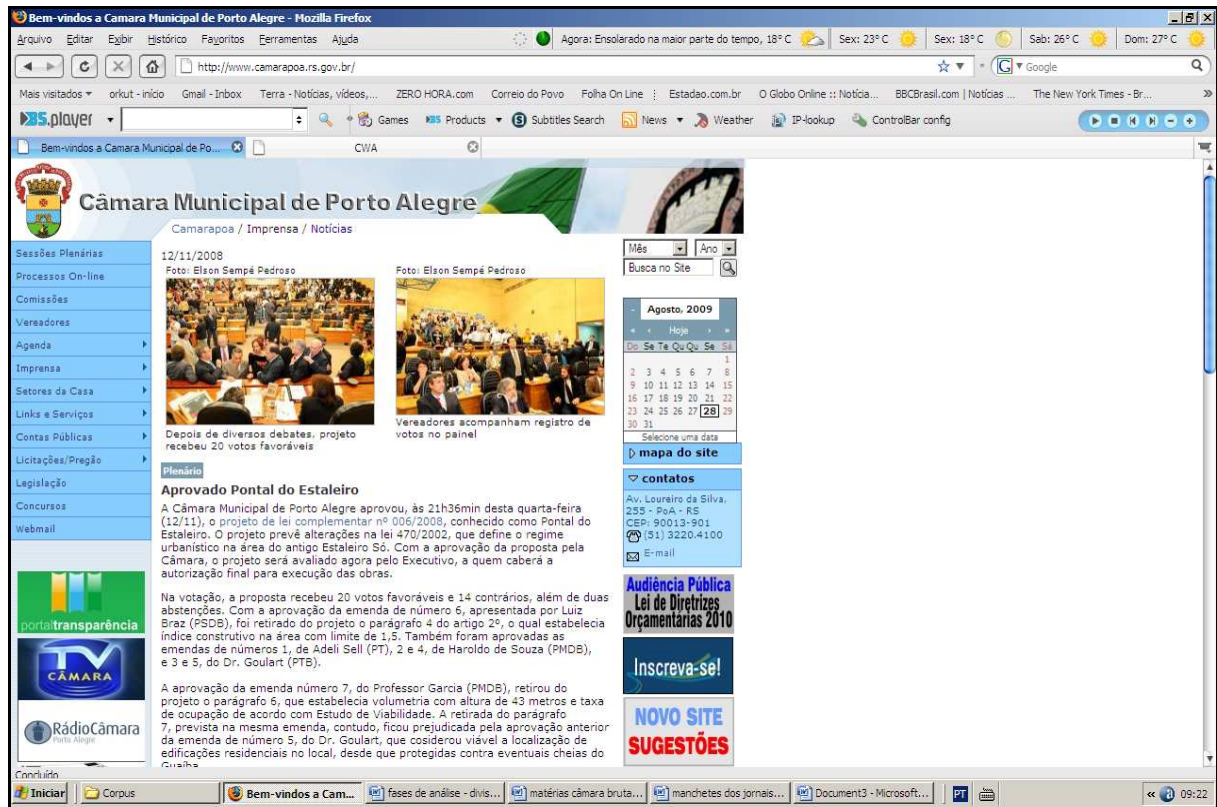 Bem-vindos a Camara Municipal de Porto Alegre - Mozilla Firefox
Arquivo Editar Exibir Histórico Favoritos Ferramentas Ajuda
Agora: Ensolarado na maior parte do tempo, 18° C Sex: 23° C Sex: 18° C Sab: 26° C Dom: 27° C
http://www.camarapoa.rs.gov.br/
Google
Mais visitados orkut - início Gmail - Inbox Terra - Notícias, vídeos,... ZERO HORA.com Correio do Povo Folha On Line Estadao.com.br O Globo Online :: Notícia... BBCBrasil.com | Notícias ... The New York Times - Br...
BS.player Games BS Products Subtitles Search News Weather IP-lookup ControlBar config
Bem-vindos a Camara Municipal de Po... CWA
Câmara Municipal de Porto Alegre
Camarapoa / Imprensa / Notícias
Sessões Plenárias
Processos On-line
Comissões
Vereadores
Agenda
Imprensa
Setores da Casa
Links e Serviços
Contas Públicas
Licitações/Pregão
Legislação
Concursos
Webmail
portaltransparência
TV
CÂMARA
RádioCâmara
Porto Alegre
12/11/2008
Foto: Elson Sempé Pedroso
Depois de diversos debates, projeto
recebeu 20 votos favoráveis
Foto: Elson Sempé Pedroso
Vereadores acompanham registro de
votos no painel
Plenário
Aprovado Pontal do Estaleiro
A Câmara Municipal de Porto Alegre aprovou, às 21h36min desta quarta-feira
(12/11), o projeto de lei complementar nº 006/2008, conhecido como Pontal do
Estaleiro. O projeto prevê alterações na lei 470/2002, que define o regime
urbanístico na área do antigo Estaleiro Só. Com a aprovação da proposta pela
Câmara, o projeto será avaliado agora pelo Executivo, a quem caberá a
autorização final para execução das obras.
Na votação, a proposta recebeu 20 votos favoráveis e 14 contrários, além de duas
abstenções. Com a aprovação da emenda de número 6, apresentada por Luiz
Braz (PSDB), foi retirado do projeto o parágrafo 4 do artigo 2º, o qual estabelecia
índice construtivo na área com limite de 1,5. Também foram aprovadas as
emendas de números 1, de Adeli Sell (PT), 2 e 4, de Haroldo de Souza (PMDB),
e 3 e 5, do Dr. Goulart (PTB).
A aprovação da emenda número 7, do Professor Garcia (PMDB), retirou do
projeto o parágrafo 6, que estabelecia volumetria com altura de 43 metros e taxa
de ocupação de acordo com Estudo de Viabilidade. A retirada do parágrafo
7, prevista na mesma emenda, contudo, ficou prejudicada pela aprovação anterior
da emenda de número 5, do Dr. Goulart, que cosiderou viável a localização de
edificações residenciais no local, desde que protegidas contra eventuais cheias do
Guaíba
Mês Ano
Busca no Site
Agosto, 2009
Hoje
Do Se Te Qu Qu Se Sá
1
2 3 4 5 6 7 8
9 10 11 12 13 14 15
16 17 18 19 20 21 22
23 24 25 26 27 28 29
30 31
Selecione uma data
mapa do site
contatos
Av. Loureiro da Silva,
255 - PoA - RS
CEP: 90013-901
(51) 3220.4100
E-mail
Audiência Pública
Lei de Diretrizes
Orçamentárias 2010
Inscreva-se!
NOVO SITE
SUGESTÕES
Concluído
Iniciar Corpus Bem-vindos a Cam... fases de análise - divis... matérias câmara bruta... manchetes dos jornais... Document3 - Microsoft... PT 09:22